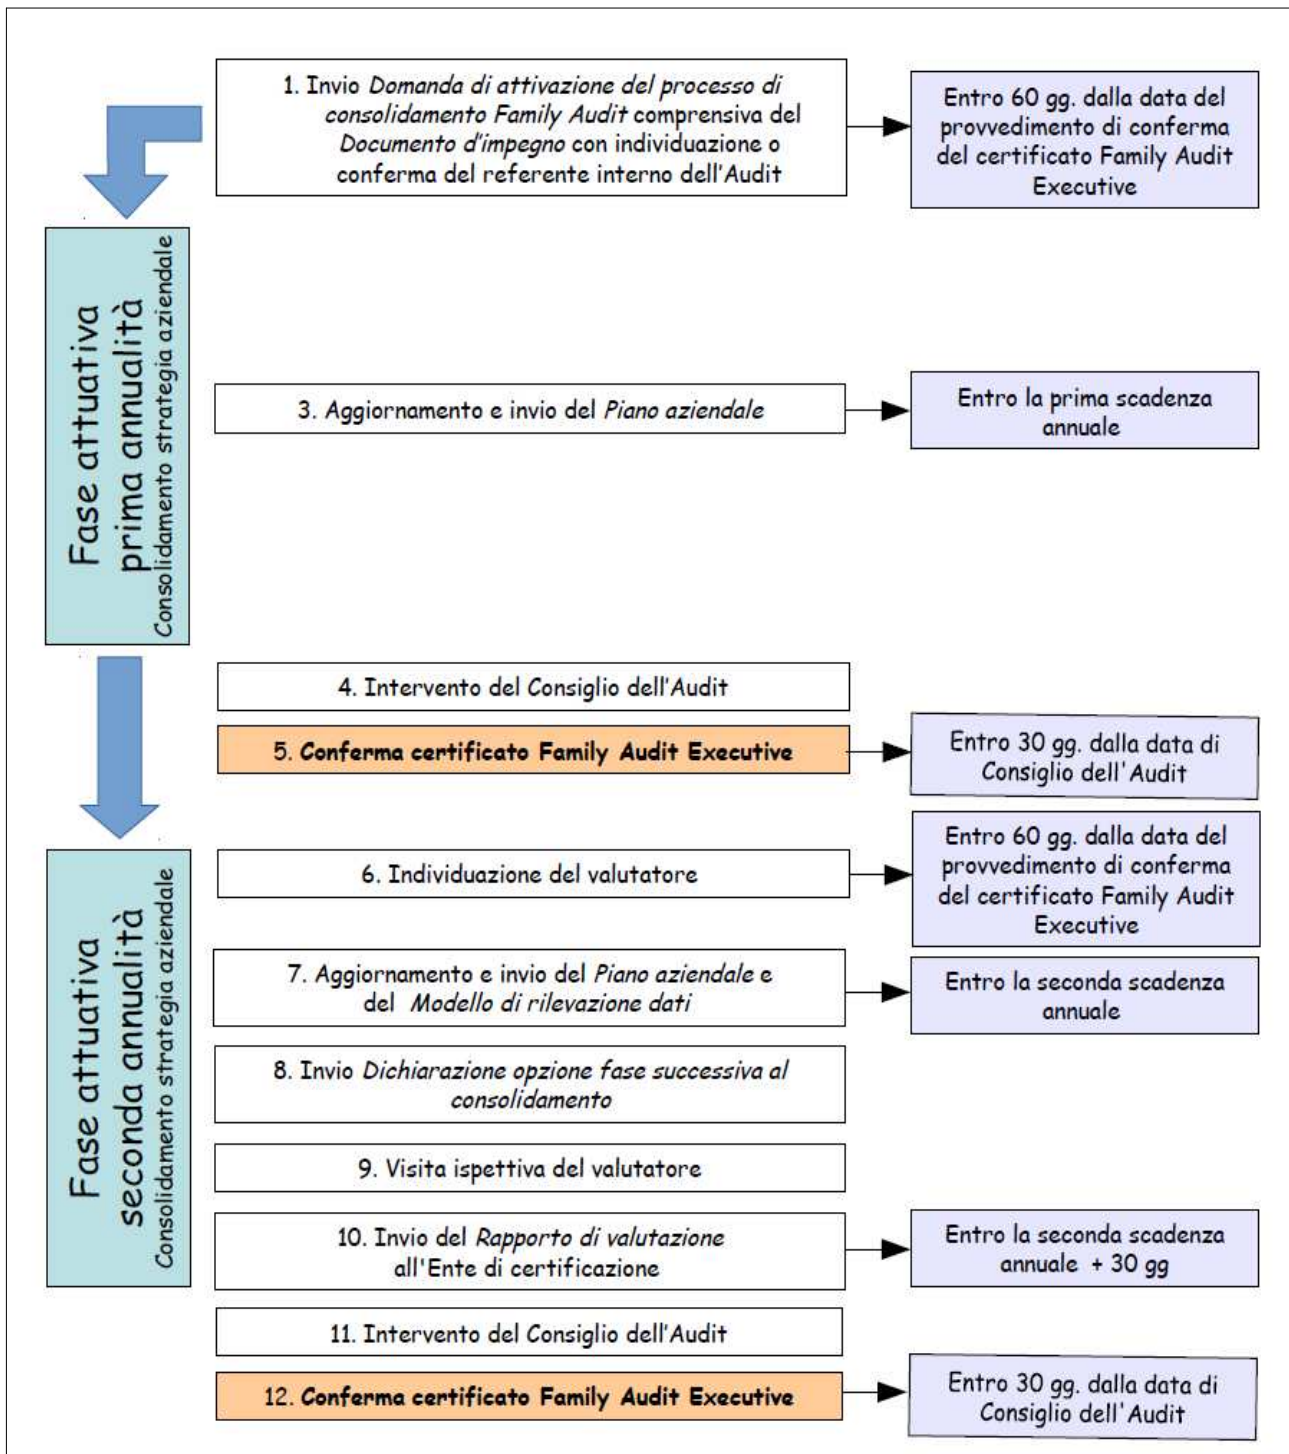 1. Invio Domanda di attivazione del processo di
consolidamento Family Audit comprensiva del
Documento d'impegno con individuazione o
conferma del referente interno dell'Audit
Entro 60 gg. dalla data del
provvedimento di conferma
del certificato Family Audit
Executive
Fase attuativa
prima annualità
Consolidamento strategia aziendale
3. Aggiornamento e invio del Piano aziendale
Entro la prima scadenza
annuale
4. Intervento del Consiglio dell'Audit
5. Conferma certificato Family Audit Executive
Entro 30 gg. dalla data di
Consiglio dell'Audit
Fase attuativa
seconda annualità
Consolidamento strategia aziendale
6. Individuazione del valutatore
Entro 60 gg. dalla data del
provvedimento di conferma
del certificato Family Audit
Executive
7. Aggiornamento e invio del Piano aziendale e
del Modello di rilevazione dati
Entro la seconda scadenza
annuale
8. Invio Dichiarazione opzione fase successiva al
consolidamento
9. Visita ispettiva del valutatore
10. Invio del Rapporto di valutazione
all'Ente di certificazione
Entro la seconda scadenza
annuale + 30 gg
11. Intervento del Consiglio dell'Audit
12. Conferma certificato Family Audit Executive
Entro 30 gg. dalla data di
Consiglio dell'Audit